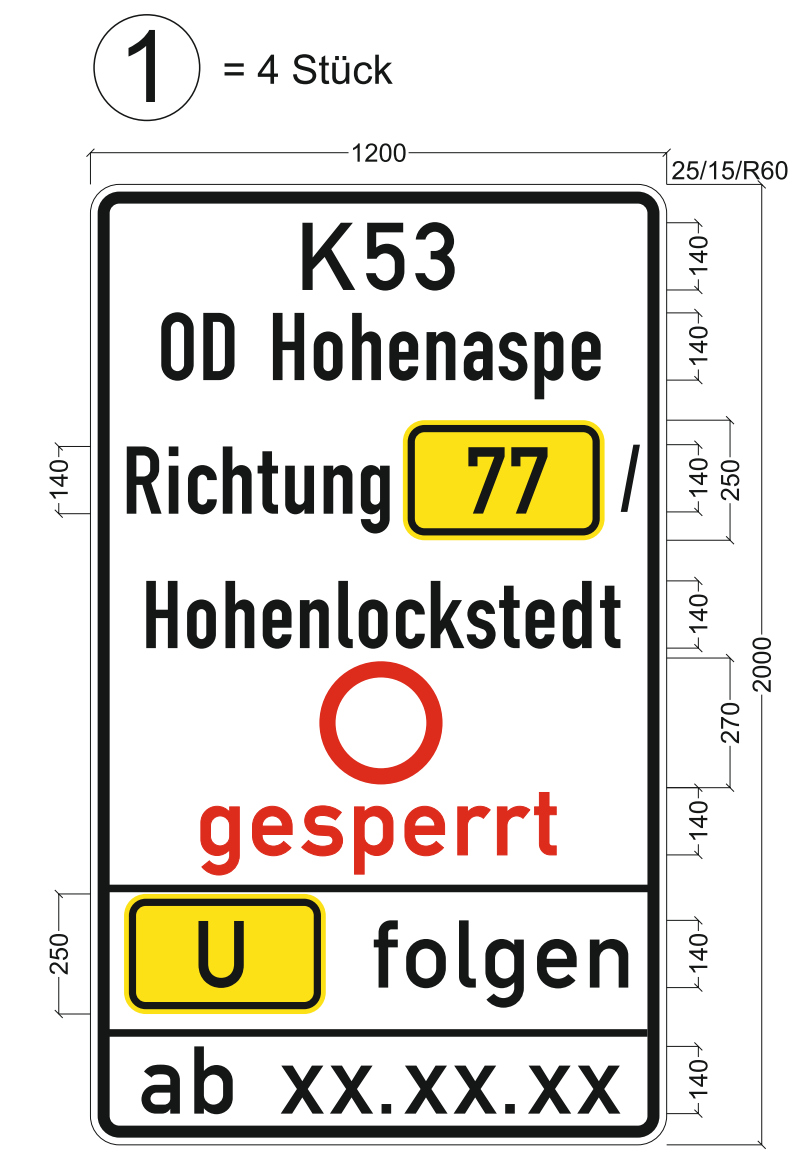 1 = 4 Stück
1200
25/15/R60
K53
140
OD Hohenaspe
140
140
Richtung 77 /
140
250
Hohenlockstedt
140
2000
270
gesperrt
140
250
U folgen
140
ab xx.xx.xx
140